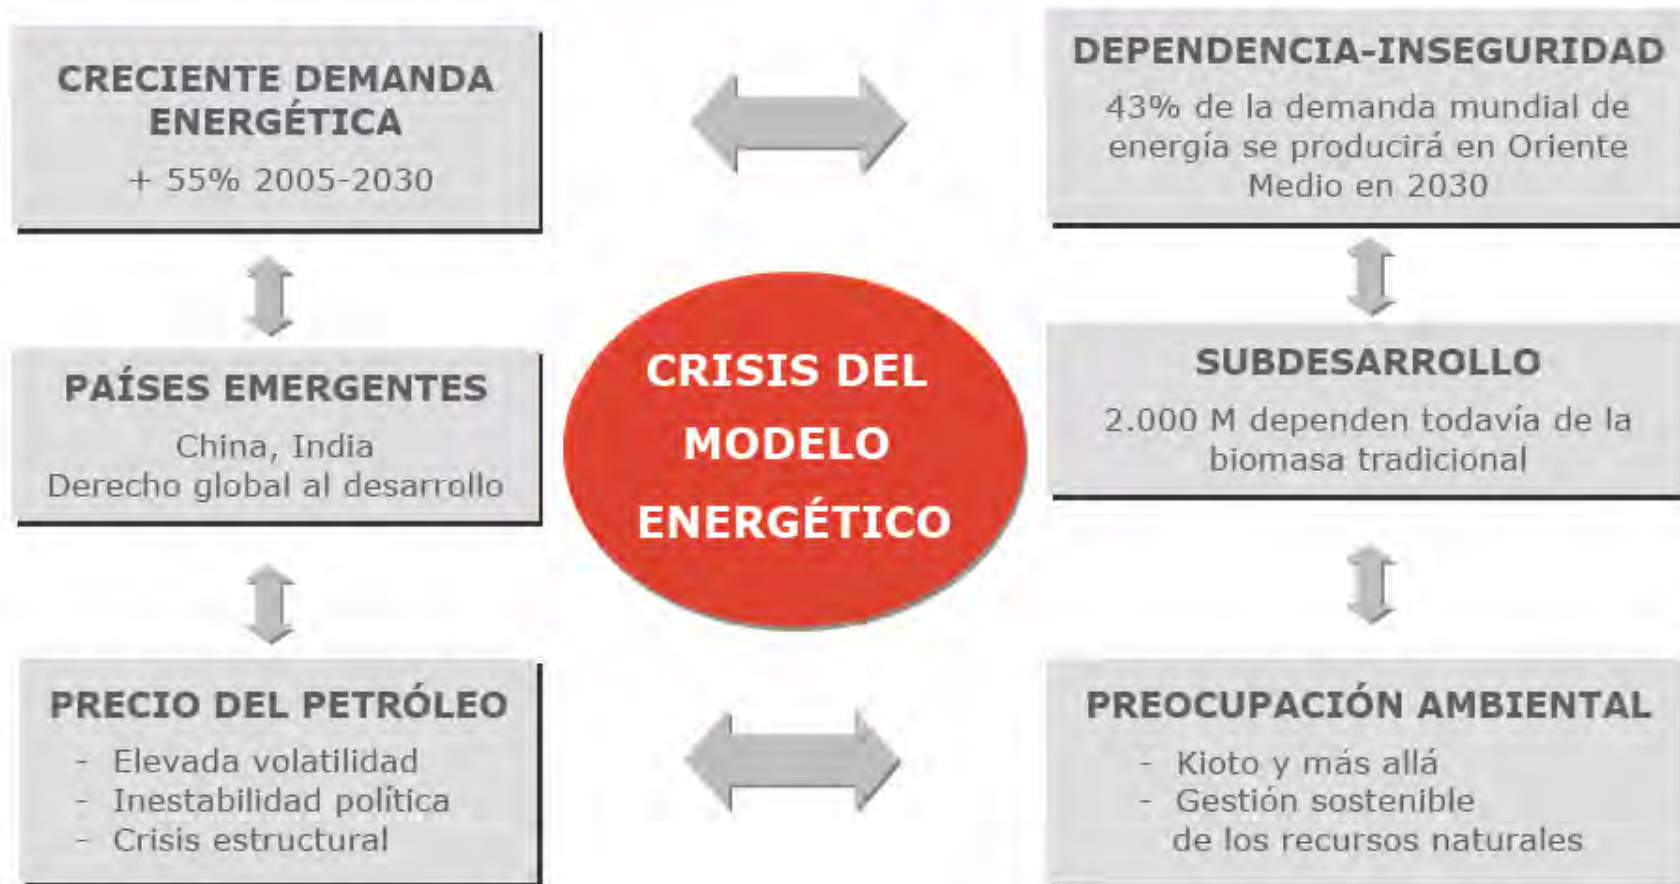 CRECIENTE DEMANDA
ENERGÉTICA
+ 55% 2005-2030
DEPENDENCIA-INSEGURIDAD
43% de la demanda mundial de
energía se producirá en Oriente
Medio en 2030
PAÍSES EMERGENTES
China, India
Derecho global al desarrollo
CRISIS DEL
MODELO
ENERGÉTICO
SUBDESARROLLO
2.000 M dependen todavía de la
biomasa tradicional
PRECIO DEL PETRÓLEO
- Elevada volatilidad
- Inestabilidad política
- Crisis estructural
PREOCUPACIÓN AMBIENTAL
- Kioto y más allá
- Gestión sostenible
de los recursos naturales